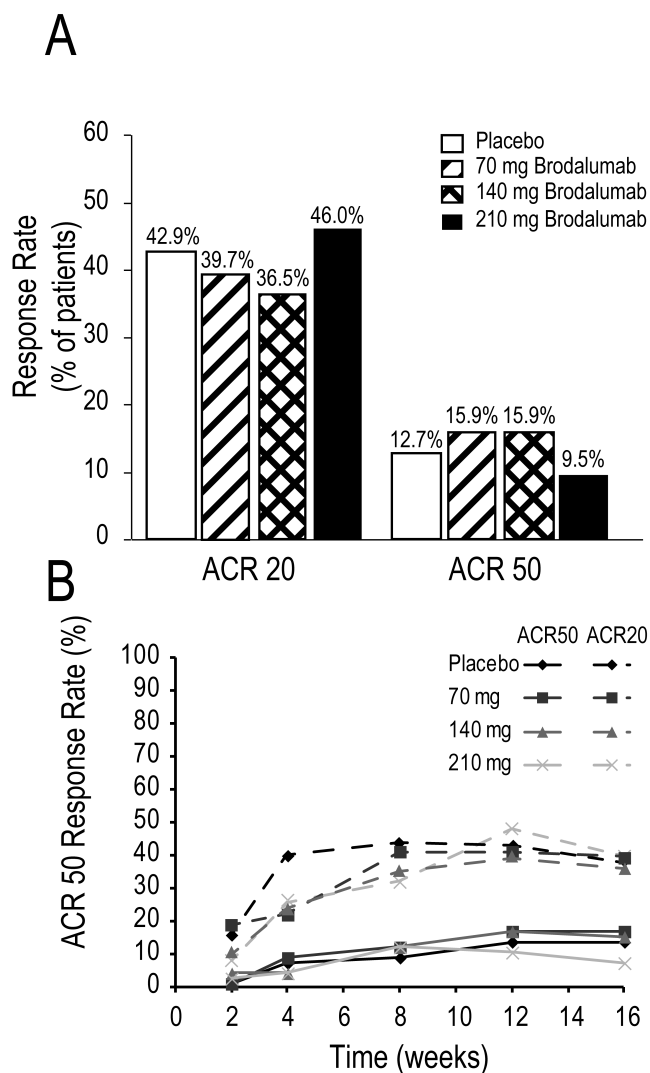 A
60
50
40
30
20
10
0
Response Rate
(% of patients)
Placebo
70 mg Brodalumab
140 mg Brodalumab
210 mg Brodalumab
42.9%
39.7%
36.5%
46.0%
12.7%
15.9%
15.9%
9.5%
ACR 20
ACR 50
B
ACR 50 Response Rate (%)
100
90
80
70
60
50
40
30
20
10
0
ACR50 ACR20
Placebo
70 mg
140 mg
210 mg
0 2 4 6 8 10 12 14 16
Time (weeks)